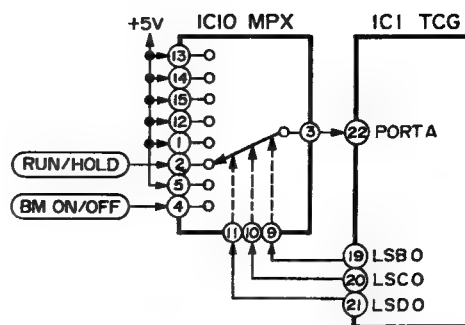 +5V
IC10 MPX
IC1 TCG
13
14
15
12
1
3
22 PORTA
RUN/HOLD
2
5
BM ON/OFF
4
11 10 9
19 LSBO
20 LSCO
21 LSDO